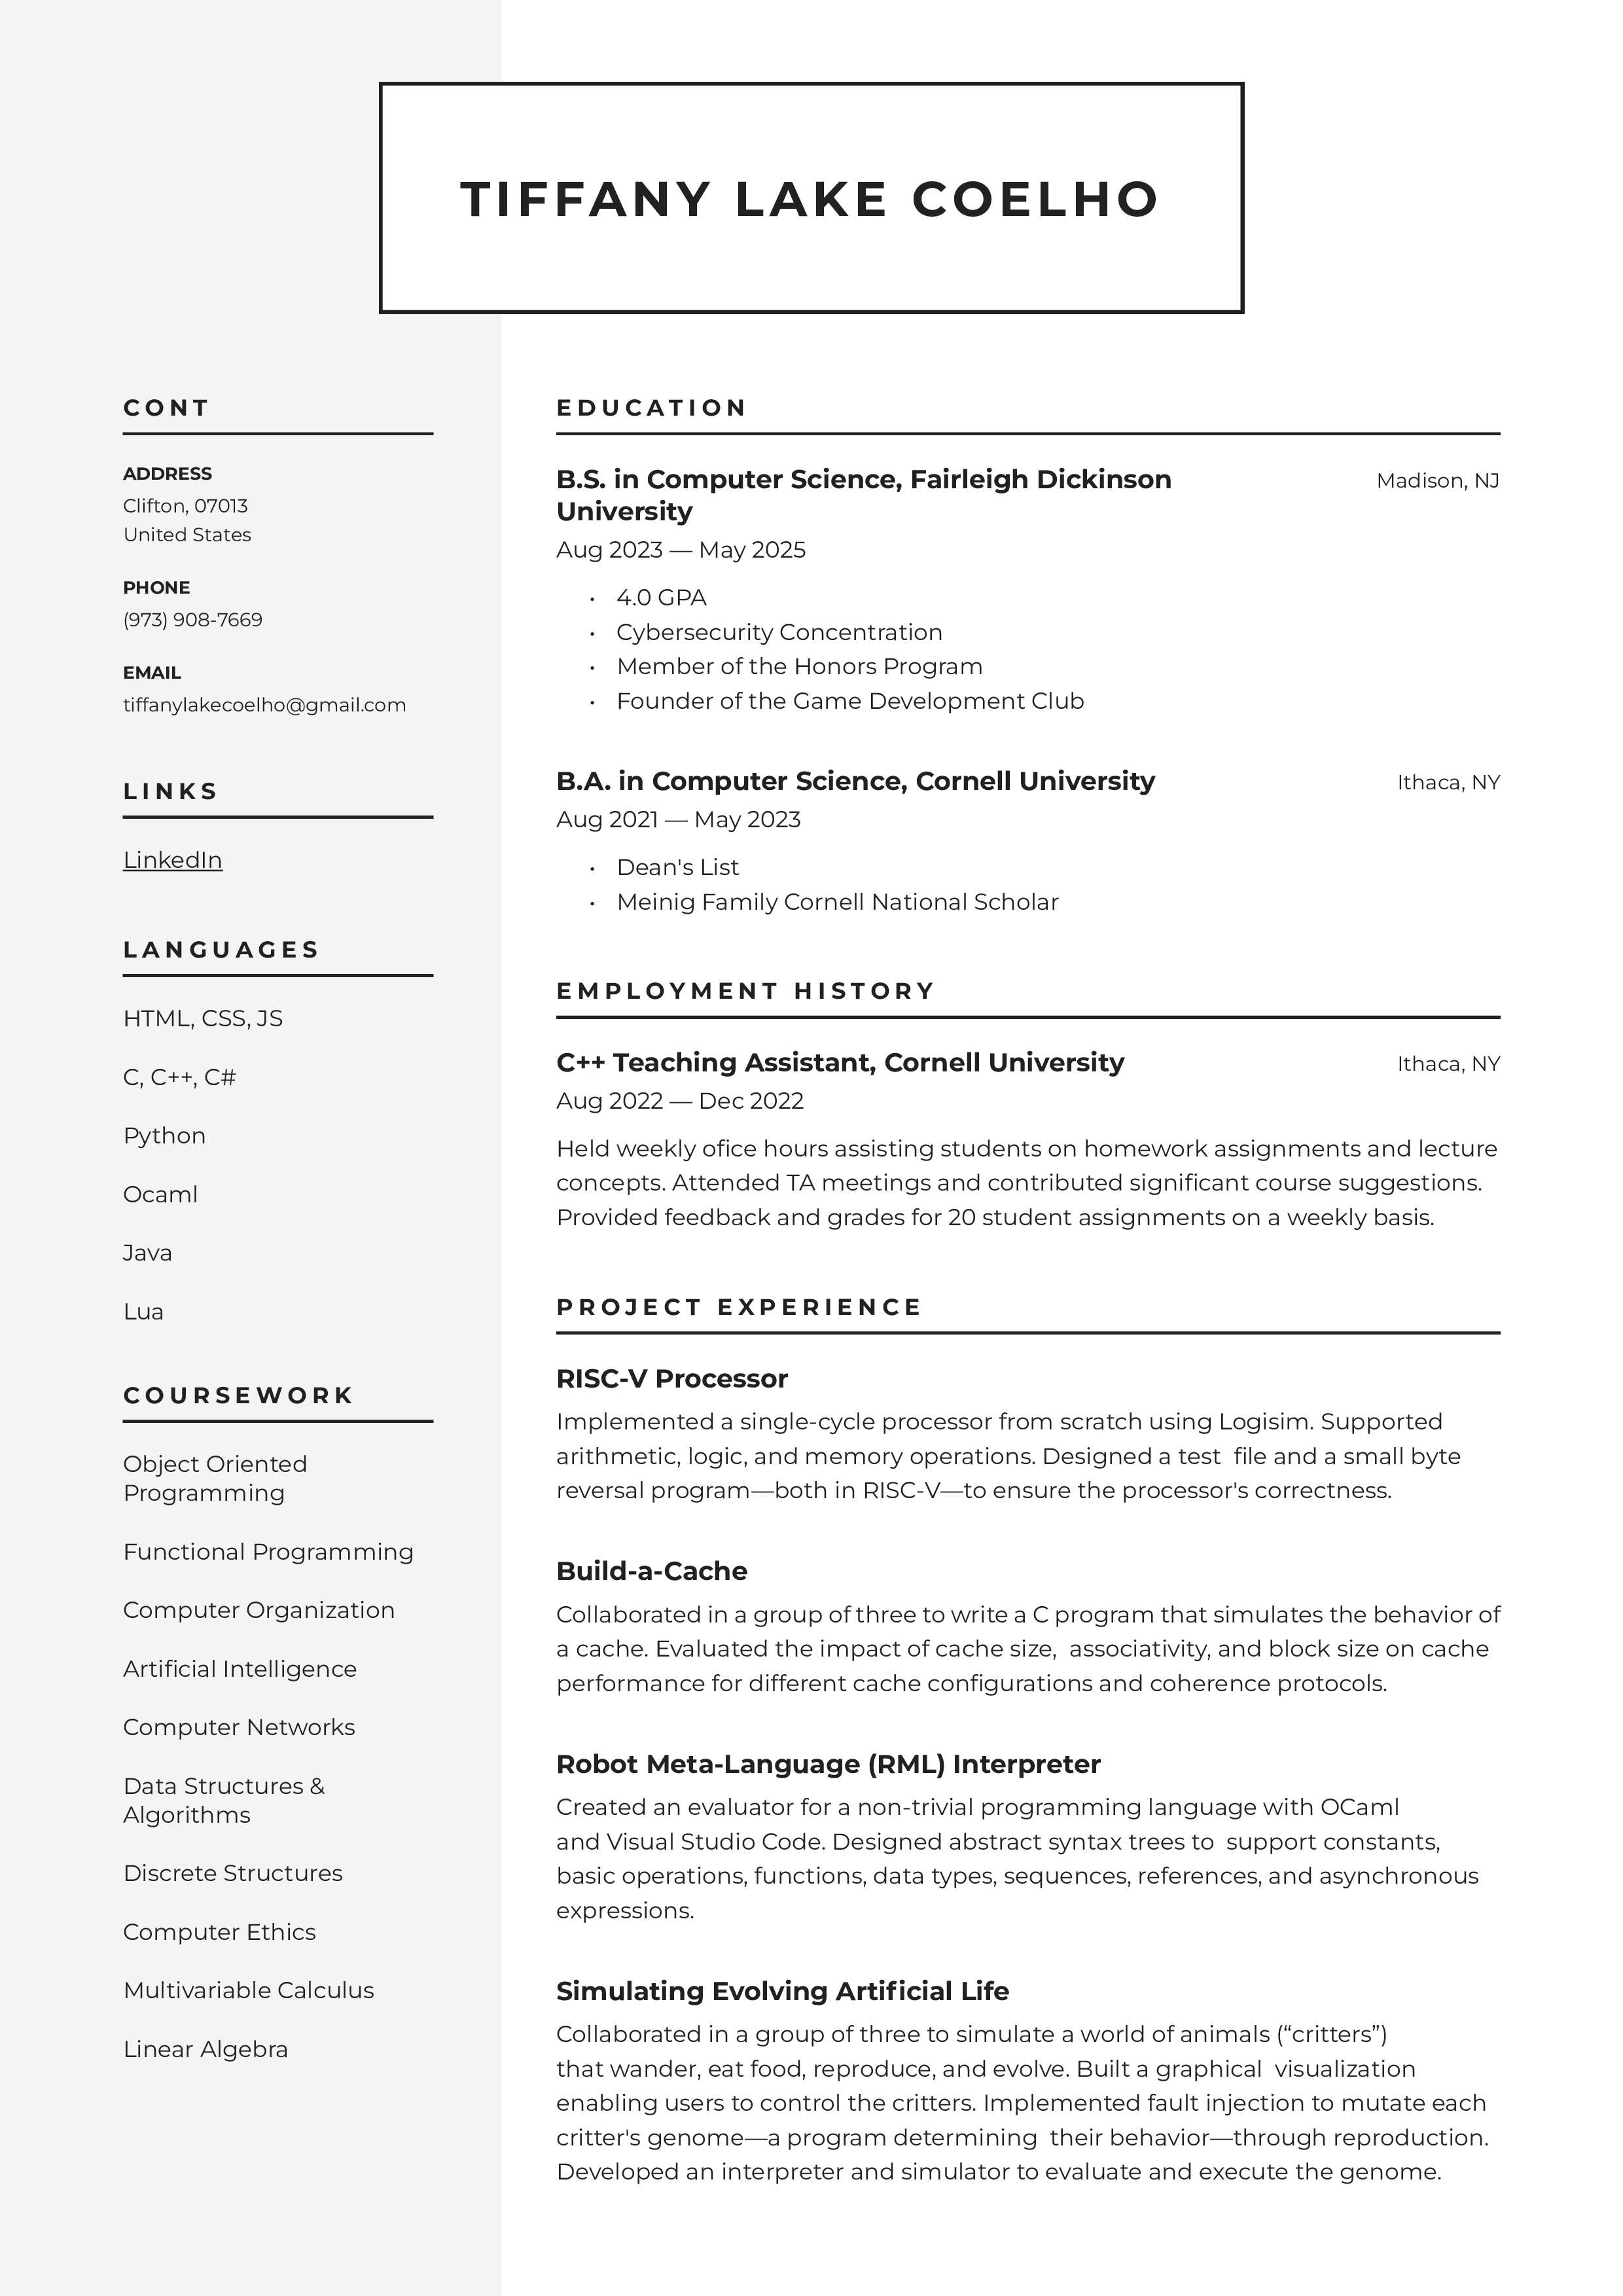 TIFFANY LAKE COELHO
CONT
ADDRESS
Clifton, 07013
United States
PHONE
(973) 908-7669
EMAIL
tiffanylakecoelho@gmail.com
LINKS
LinkedIn
LANGUAGES
HTML, CSS, JS
C, C++, C#
Python
Ocaml
Java
Lua
COURSEWORK
Object Oriented
Programming
Functional Programming
Computer Organization
Artificial Intelligence
Computer Networks
Data Structures &
Algorithms
Discrete Structures
Computer Ethics
Multivariable Calculus
Linear Algebra
EDUCATION
B.S. in Computer Science, Fairleigh Dickinson
University
Madison, NJ
Aug 2023 — May 2025
• 4.0 GPA
• Cybersecurity Concentration
• Member of the Honors Program
• Founder of the Game Development Club
B.A. in Computer Science, Cornell University
Ithaca, NY
Aug 2021 — May 2023
• Dean's List
• Meinig Family Cornell National Scholar
EMPLOYMENT HISTORY
C++ Teaching Assistant, Cornell University
Ithaca, NY
Aug 2022 — Dec 2022
Held weekly ofice hours assisting students on homework assignments and lecture
concepts. Attended TA meetings and contributed significant course suggestions.
Provided feedback and grades for 20 student assignments on a weekly basis.
PROJECT EXPERIENCE
RISC-V Processor
Implemented a single-cycle processor from scratch using Logisim. Supported
arithmetic, logic, and memory operations. Designed a test file and a small byte
reversal program—both in RISC-V—to ensure the processor's correctness.
Build-a-Cache
Collaborated in a group of three to write a C program that simulates the behavior of
a cache. Evaluated the impact of cache size, associativity, and block size on cache
performance for different cache configurations and coherence protocols.
Robot Meta-Language (RML) Interpreter
Created an evaluator for a non-trivial programming language with OCaml
and Visual Studio Code. Designed abstract syntax trees to support constants,
basic operations, functions, data types, sequences, references, and asynchronous
expressions.
Simulating Evolving Artificial Life
Collaborated in a group of three to simulate a world of animals (“critters”)
that wander, eat food, reproduce, and evolve. Built a graphical visualization
enabling users to control the critters. Implemented fault injection to mutate each
critter's genome—a program determining their behavior—through reproduction.
Developed an interpreter and simulator to evaluate and execute the genome.